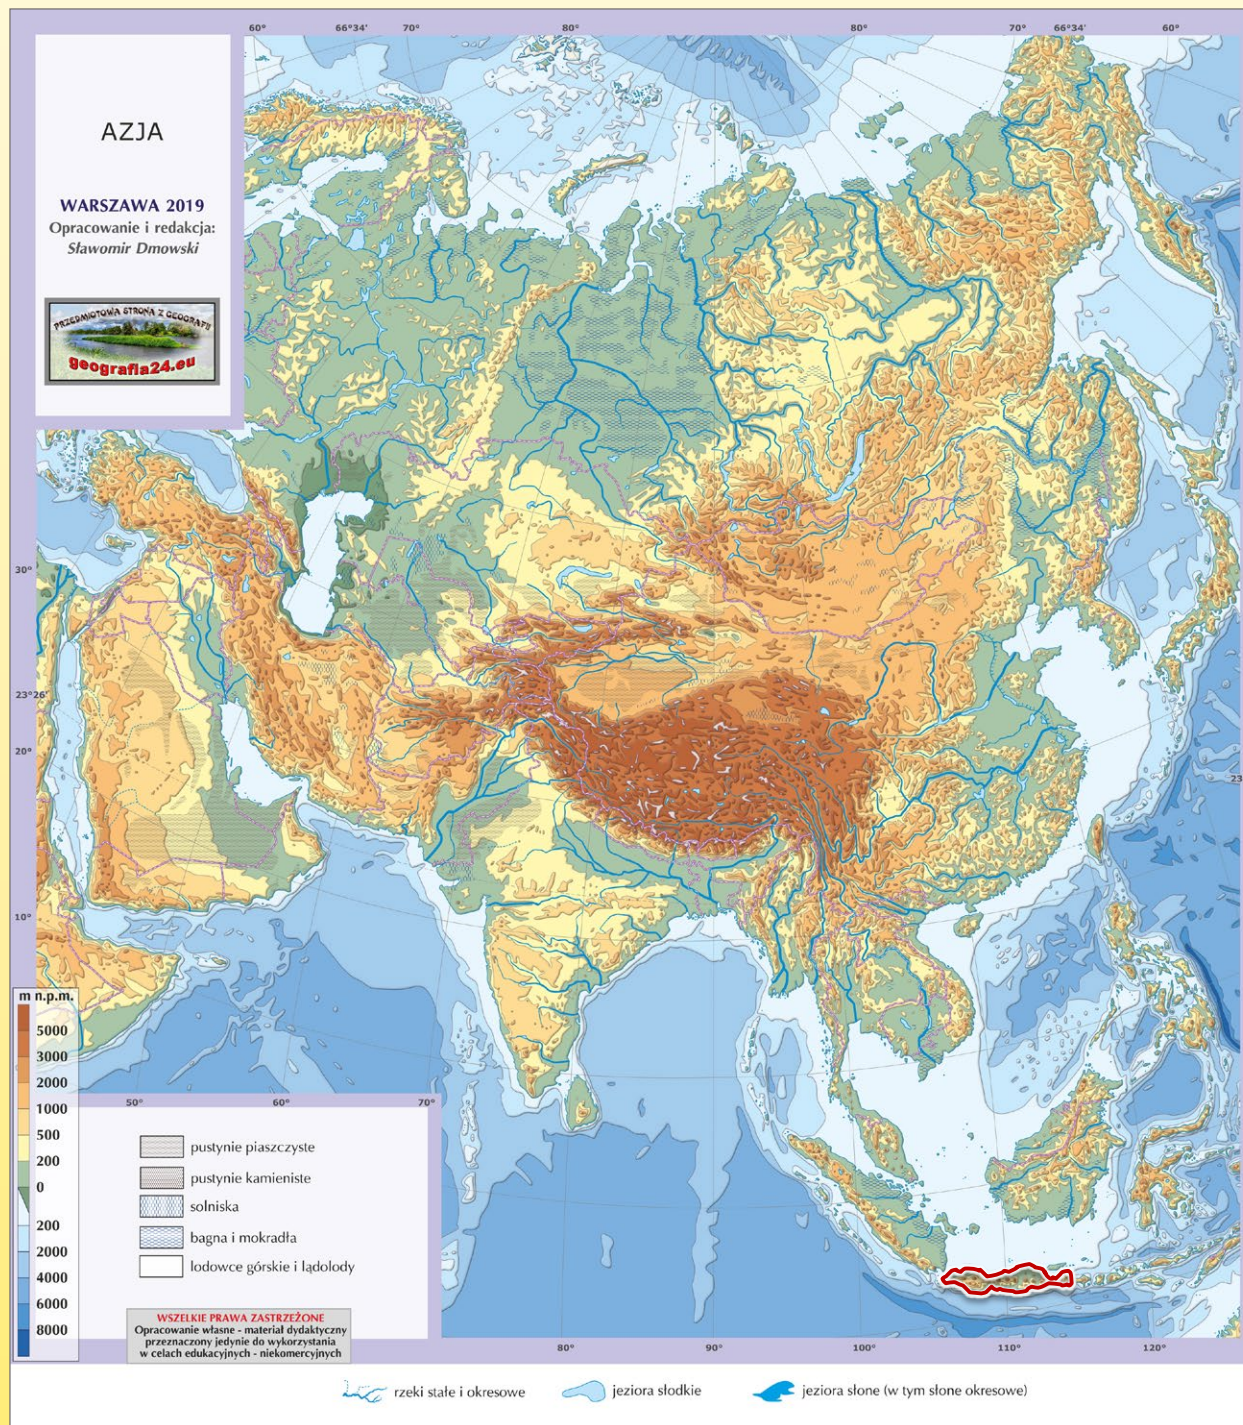 60° 66°34' 70° 80° 80° 70° 66°34' 60°
AZJA
WARSZAWA 2019
Opracowanie i redakcja:
Sławomir Dmowski
PRZEDMIOTOWA STRONA Z GEOGRAFII
geografia24.eu
30°
23°26'
20°
23
10°
m n.p.m.
5000
3000
2000
1000
500
200
0
200
2000
4000
6000
8000
50° 60° 70°
pustynie piaszczyste
pustynie kamieniste
solniska
bagna i mokradła
lodowce górskie i lądolody
WSZELKIE PRAWA ZASTRZEŻONE
Opracowanie własne - materiał dydaktyczny
przeznaczony jedynie do wykorzystania
w celach edukacyjnych - niekomercyjnych
80° 90° 100° 110° 120°
rzeki stałe i okresowe jeziora słodkie jeziora słone (w tym słone okresowe)